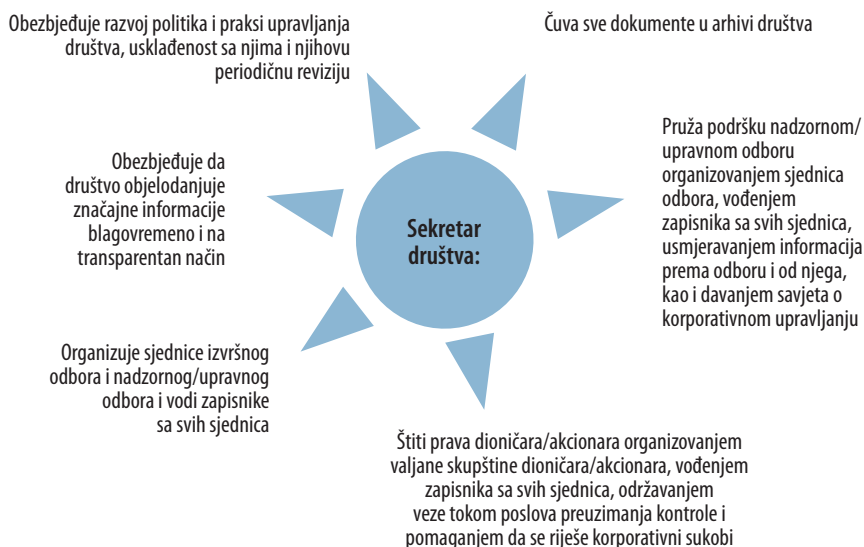 Obezbjeđuje razvoj politika i praksi upravljanja
društva, usklađenost sa njima i njihovu
periodičnu reviziju
Čuva sve dokumente u arhivi društva
Pruža podršku nadzornom/
upravnom odboru
organizovanjem sjednica
odbora, vođenjem
zapisnika sa svih sjednica,
usmjeravanjem informacija
prema odboru i od njega,
kao i davanjem savjeta o
korporativnom upravljanju
Obezbjeđuje da
društvo objelodanjuje
značajne informacije
blagovremeno i na
transparentan način
Sekretar
društva:
Organizuje sjednice izvršnog
odbora i nadzornog/upravnog
odbora i vodi zapisnike
sa svih sjednica
Štiti prava dioničara/akcionara organizovanjem
valjane skupštine dioničara/akcionara, vođenjem
zapisnika sa svih sjednica, održavanjem
veze tokom poslova preuzimanja kontrole i
pomaganjem da se riješe korporativni sukobi